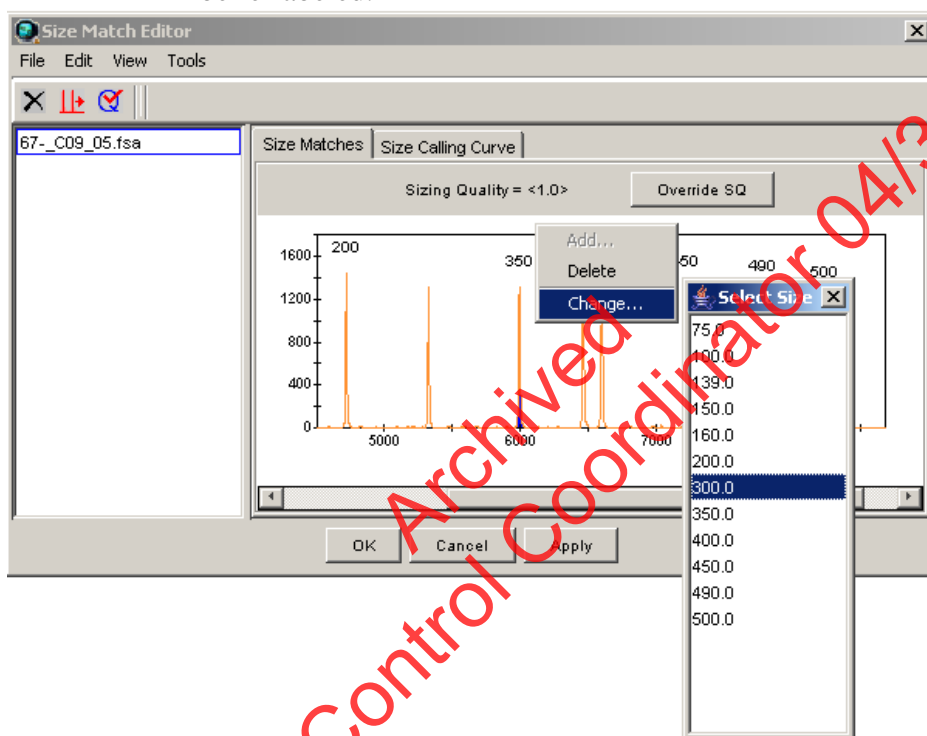 Size Match Editor
File Edit View Tools
67-_C09_05.fsa
Size Matches Size Calling Curve
Sizing Quality = <1.0> Override SQ
200 350 50 490 500
1600
1200
800
400
0
5000 6000 7000
Add...
Delete
Change...
Select Size
75.0
100.0
139.0
150.0
160.0
200.0
300.0
350.0
400.0
450.0
490.0
500.0
OK Cancel Apply
Archived
Control Coordinator 04/3